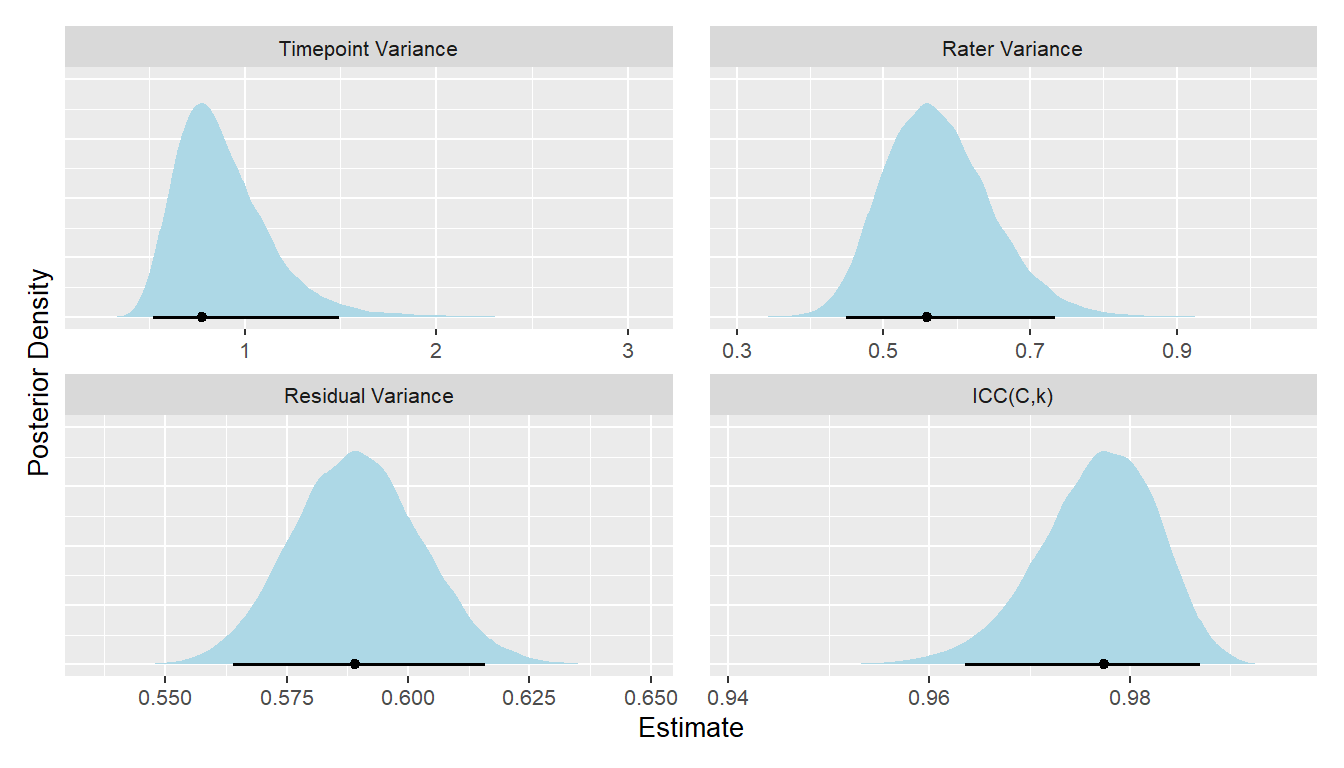 Timepoint Variance
Rater Variance
1 2 3
0.3 0.5 0.7 0.9
Posterior Density
Residual Variance
ICC(C,k)
0.550 0.575 0.600 0.625 0.650
0.94 0.96 0.98
Estimate